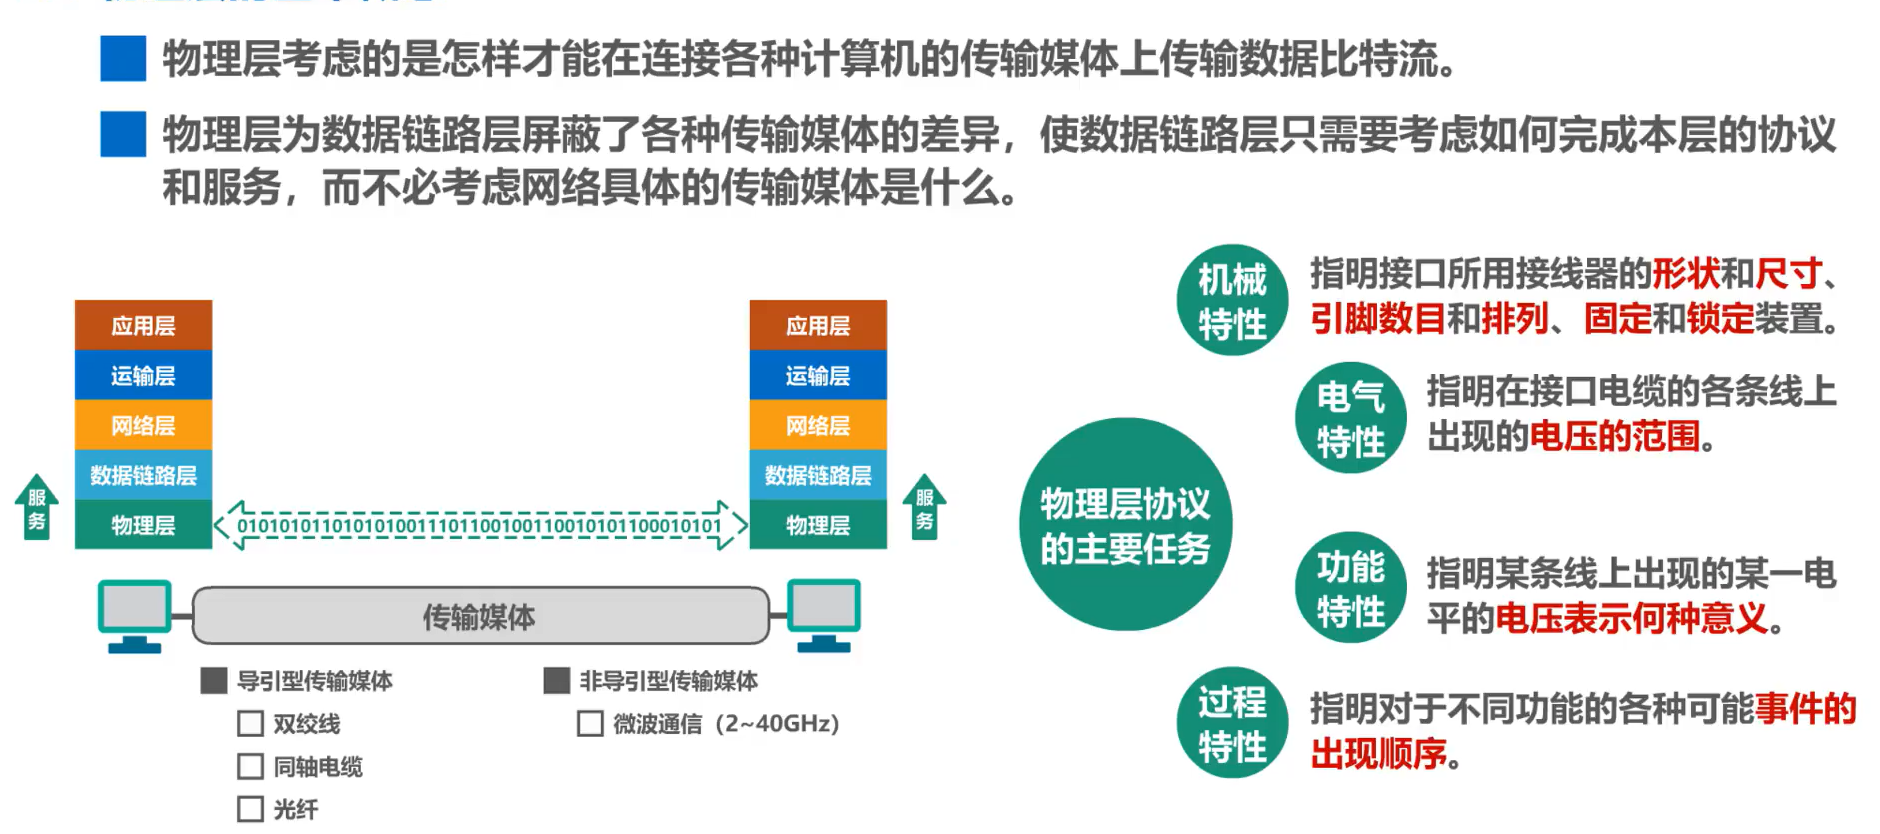 物理层考虑的是怎样才能在连接各种计算机的传输媒体上传输数据比特流。
物理层为数据链路层屏蔽了各种传输媒体的差异，使数据链路层只需要考虑如何完成本层的协议
和服务，而不必考虑网络具体的传输媒体是什么。
应用层
运输层
网络层
数据链路层
物理层
服
务
010101011010101001110110010011001010110001010​1
应用层
运输层
网络层
数据链路层
物理层
服
务
传输媒体
导引型传输媒体
双绞线
同轴电缆
光纤
非导引型传输媒体
微波通信（2~40GHz）
物理层协议
的主要任务
机械
特性
指明接口所用接线器的形状和尺寸、
引脚数目和排列、固定和锁定装置。
电气
特性
指明在接口电缆的各条线上
出现的电压的范围。
功能
特性
指明某条线上出现的某一电
平的电压表示何种意义。
过程
特性
指明对于不同功能的各种可能事件的
出现顺序。